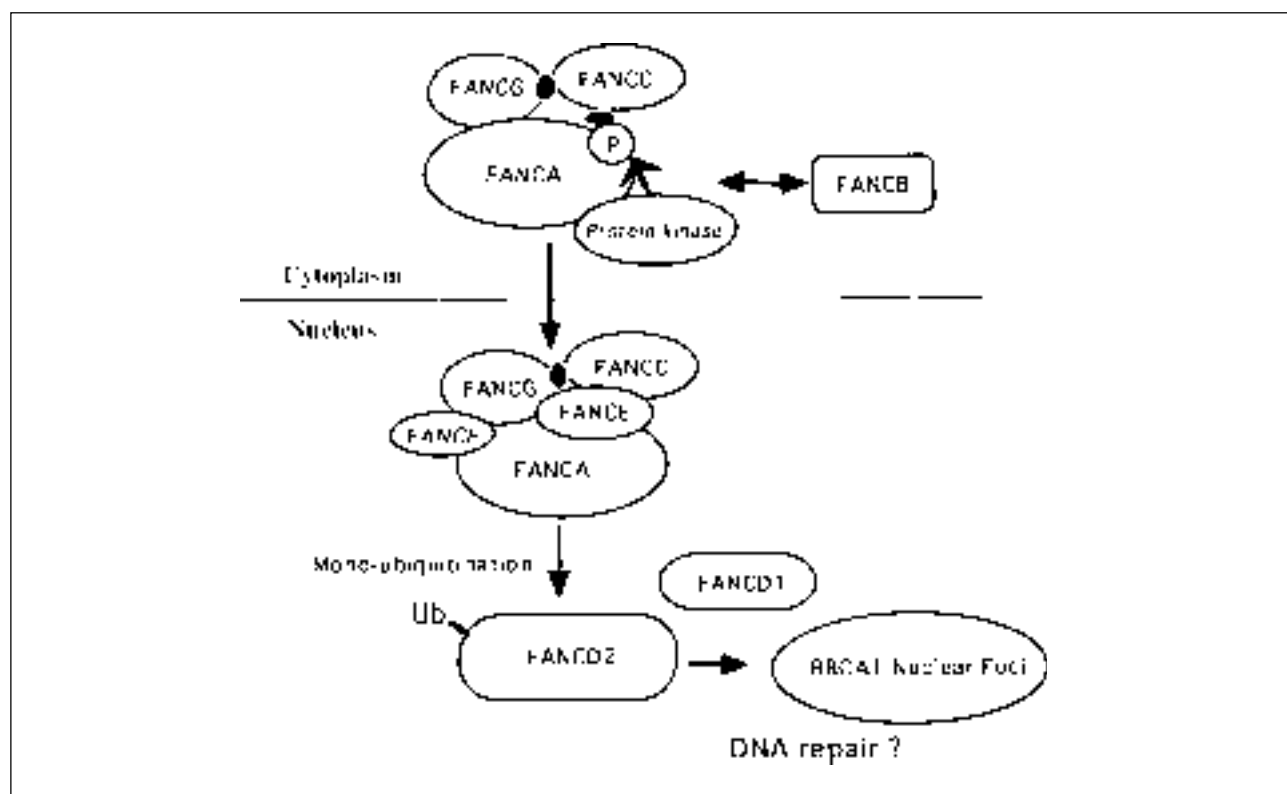 FANCG
FANCC
P
FANCA
FANCB
Protein kinase
Cytoplasm
Nucleus
FANCC
FANCG
FANCE
FANCF
FANCA
Mono-ubiquitination
FANCD1
Ub
FANCD2
BRCA1 Nuclear Foci
DNA repair ?